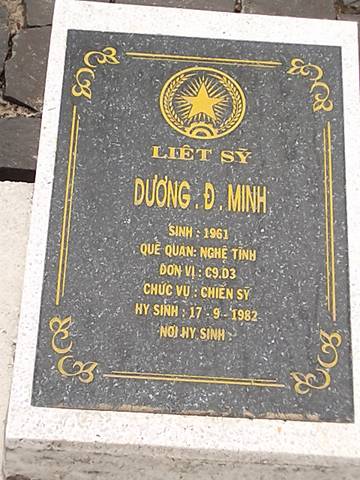 LIỆT SỸ
DƯƠNG . Đ . MINH
SINH : 1961
QUÊ QUÁN: NGHỆ TĨNH
ĐƠN VỊ : C9.D3
CHỨC VỤ : CHIẾN SỸ
HY SINH : 17 - 9 - 1982
NƠI HY SINH :